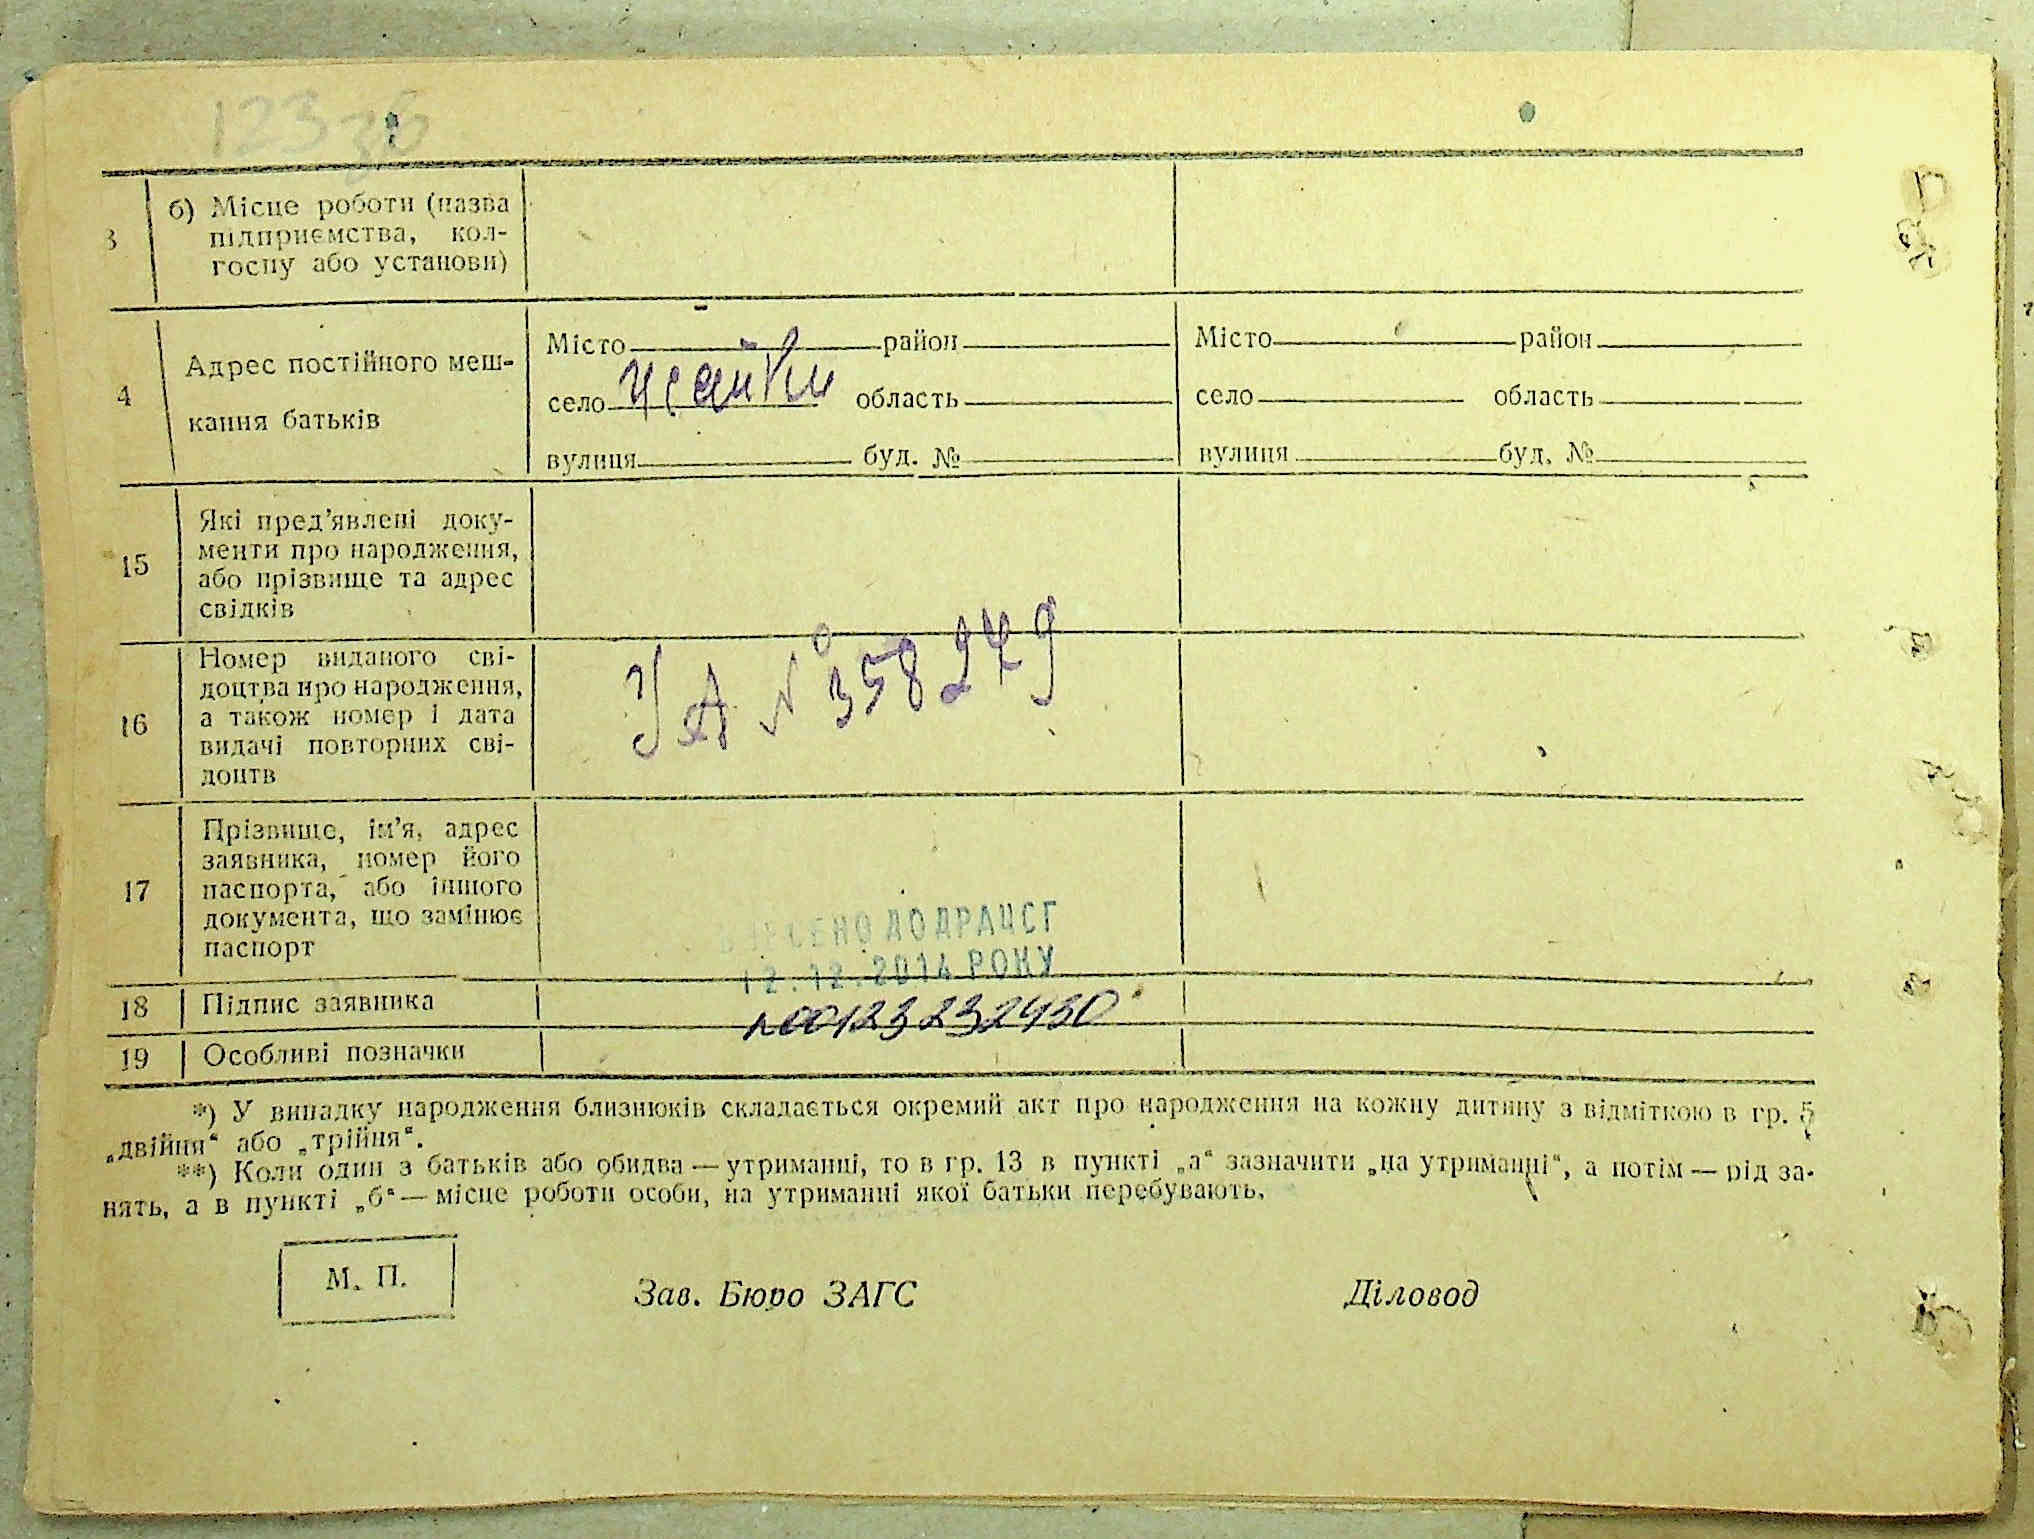 123
36
3
б) Місце роботи (назва
підприємства, кол-
госпу або установи)
4
Адрес постійного меш-
кання батьків
Місто район
село область
вулиця буд. №
Місто район
село область
вулиця буд. №
15
Які пред’явлені доку-
менти про народження,
або прізвище та адрес
свідків
16
Номер виданого сві-
доцтва про народження,
а також номер і дата
видачі повторних сві-
доцтв
УА № 358249
17
Прізвище, ім’я, адрес
заявника, номер його
паспорта, або іншого
документа, що замінює
паспорт
ВНЕСЕНО ДО ДРАЦСГ
12.12.2014 РОКУ
18
Підпис заявника
№00123232430
19
Особливі позначки
*) У випадку народження близнюків складається окремий акт про народження на кожну дитину з відміткою в гр. 5
„двійня“ або „трійня“.
**) Коли один з батьків або обидва — утриманці, то в гр. 13 в пункті „а“ зазначити „на утриманні“, а потім — рід за-
нять, а в пункті „б“ — місце роботи особи, на утриманні якої батьки перебувають.
М. П.
Зав. Бюро ЗАГС
Діловод